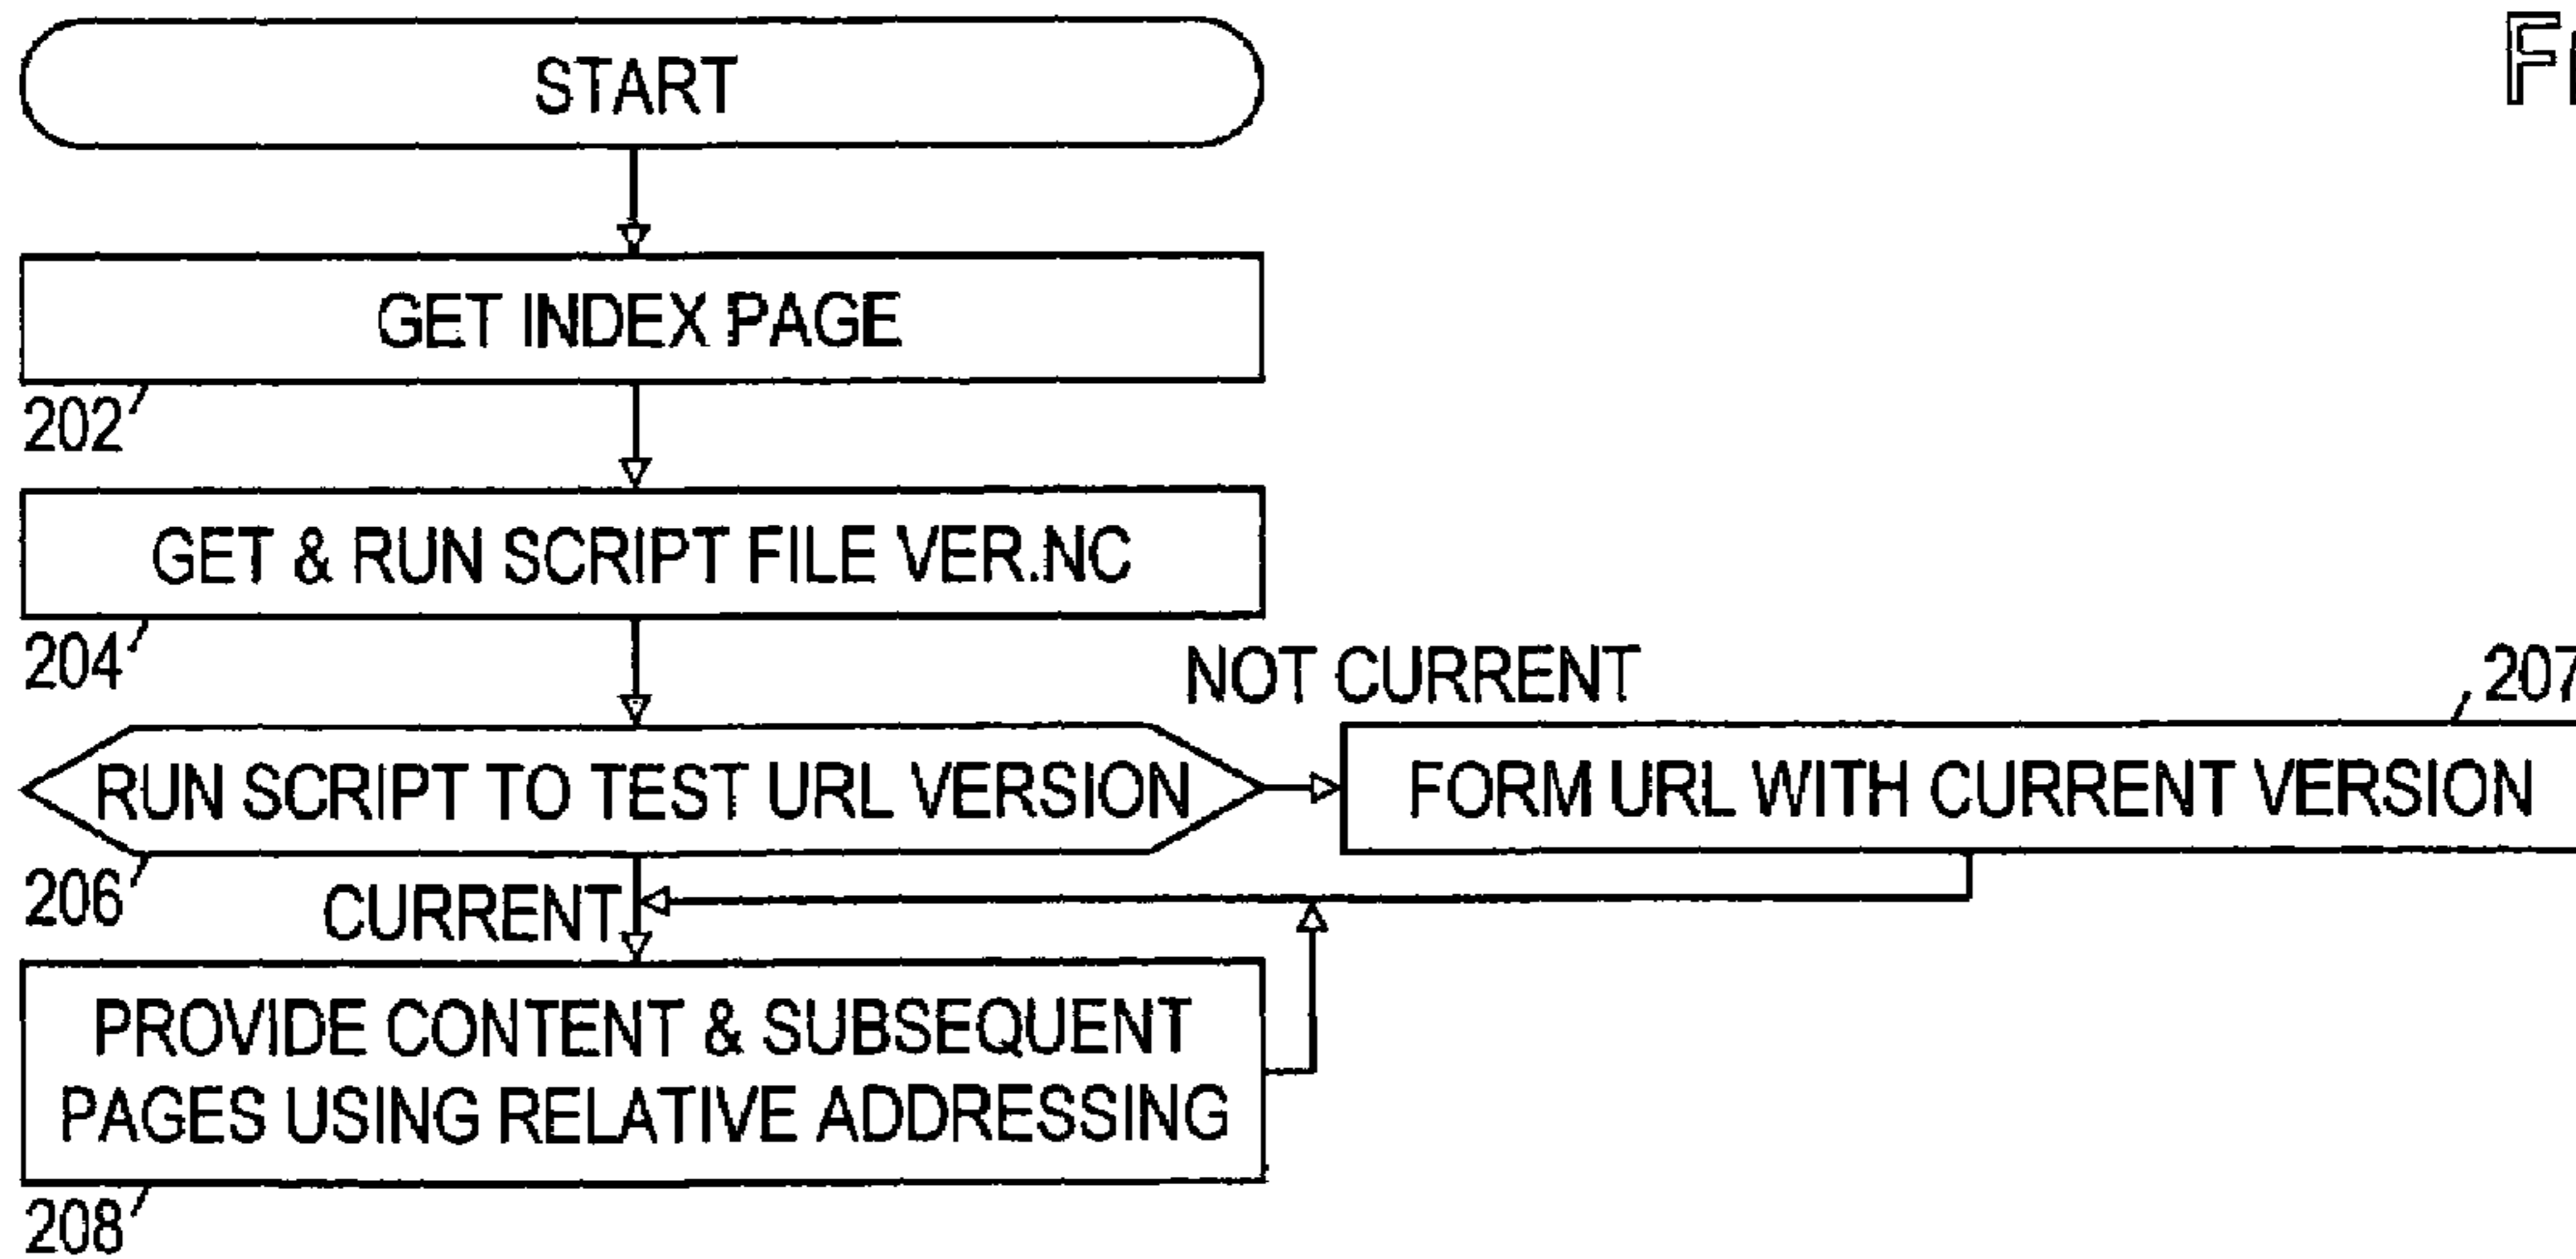 START
GET INDEX PAGE
202
GET & RUN SCRIPT FILE VER.NC
204
NOT CURRENT
207
RUN SCRIPT TO TEST URL VERSION
FORM URL WITH CURRENT VERSION
206
CURRENT
PROVIDE CONTENT & SUBSEQUENT
PAGES USING RELATIVE ADDRESSING
208